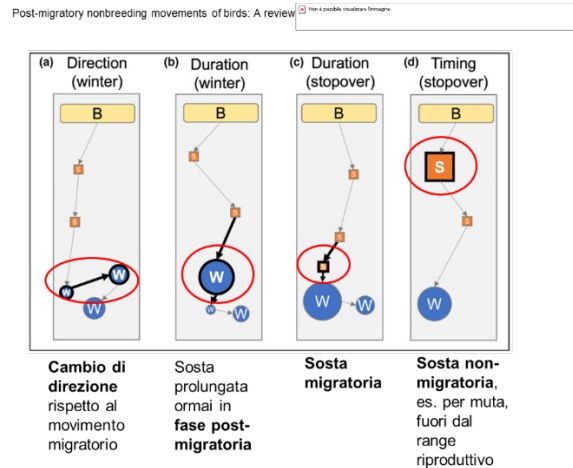 Post-migratory nonbreeding movements of birds: A review
Non è possibile visualizzare l'immagine.
(a) Direction (winter)
(b) Duration (winter)
(c) Duration (stopover)
(d) Timing (stopover)
B
B
B
B
S
S
W
W
W
S
S
W
W
W
S
S
W
W
S
S
W
Cambio di
direzione
rispetto al
movimento
migratorio
Sosta
prolungata
ormai in
fase post-
migratoria
Sosta
migratoria
Sosta non-
migratoria,
es. per muta,
fuori dal
range
riproduttivo